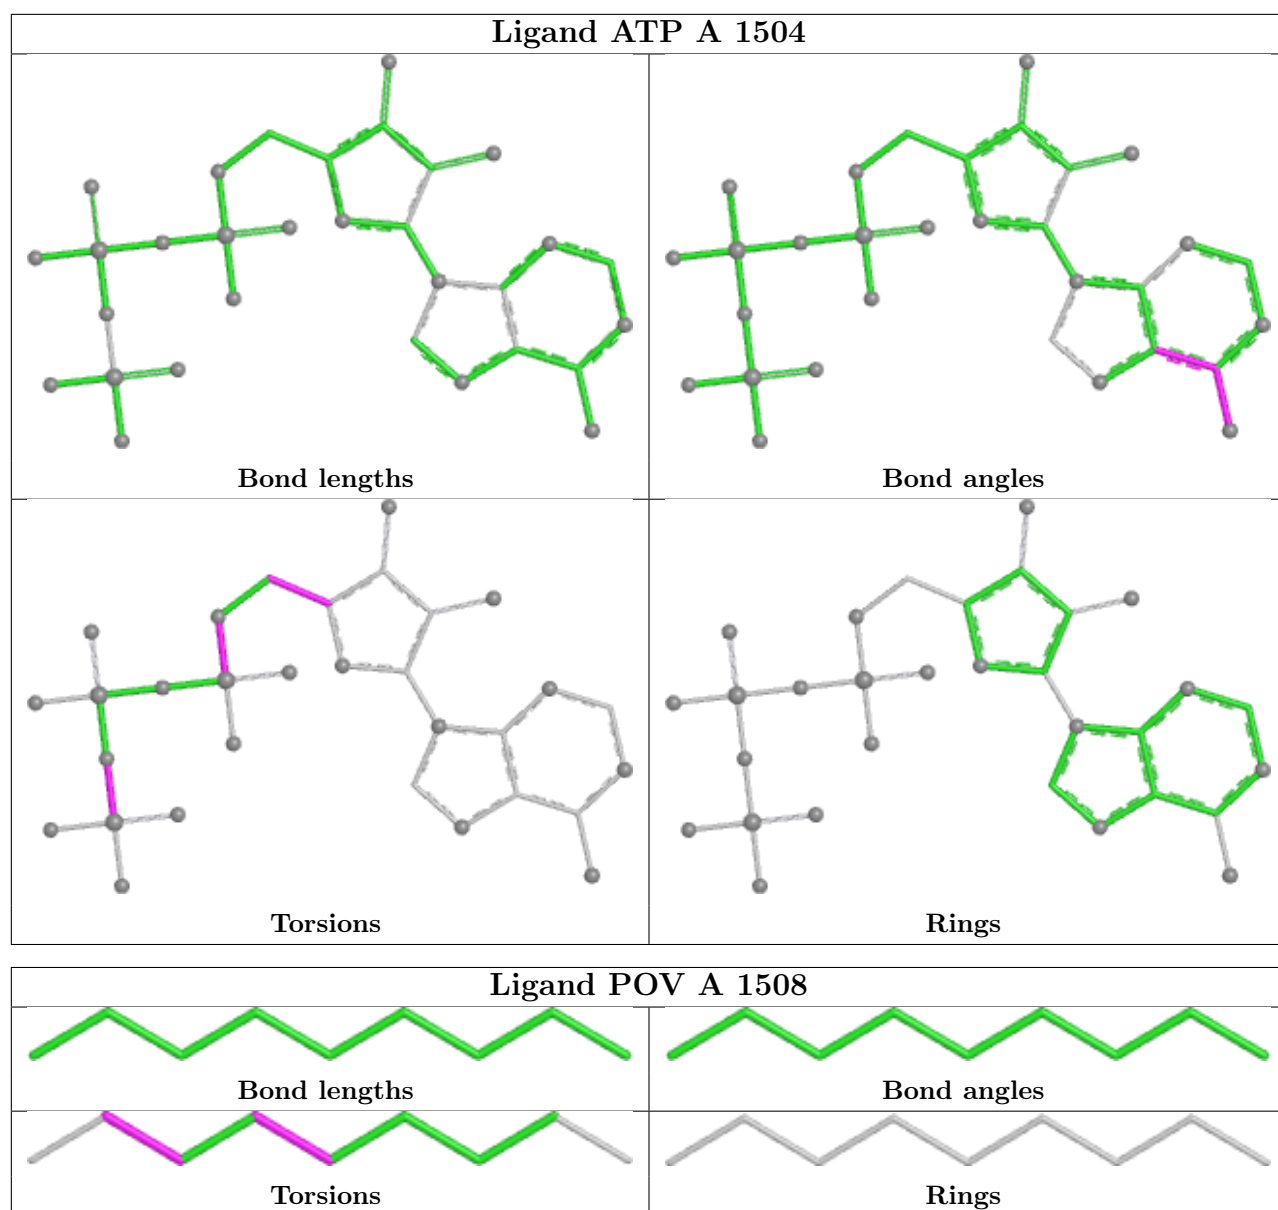 Ligand ATP A 1504
Bond lengths
Bond angles
Torsions
Rings
Ligand POV A 1508
Bond lengths
Bond angles
Torsions
Rings